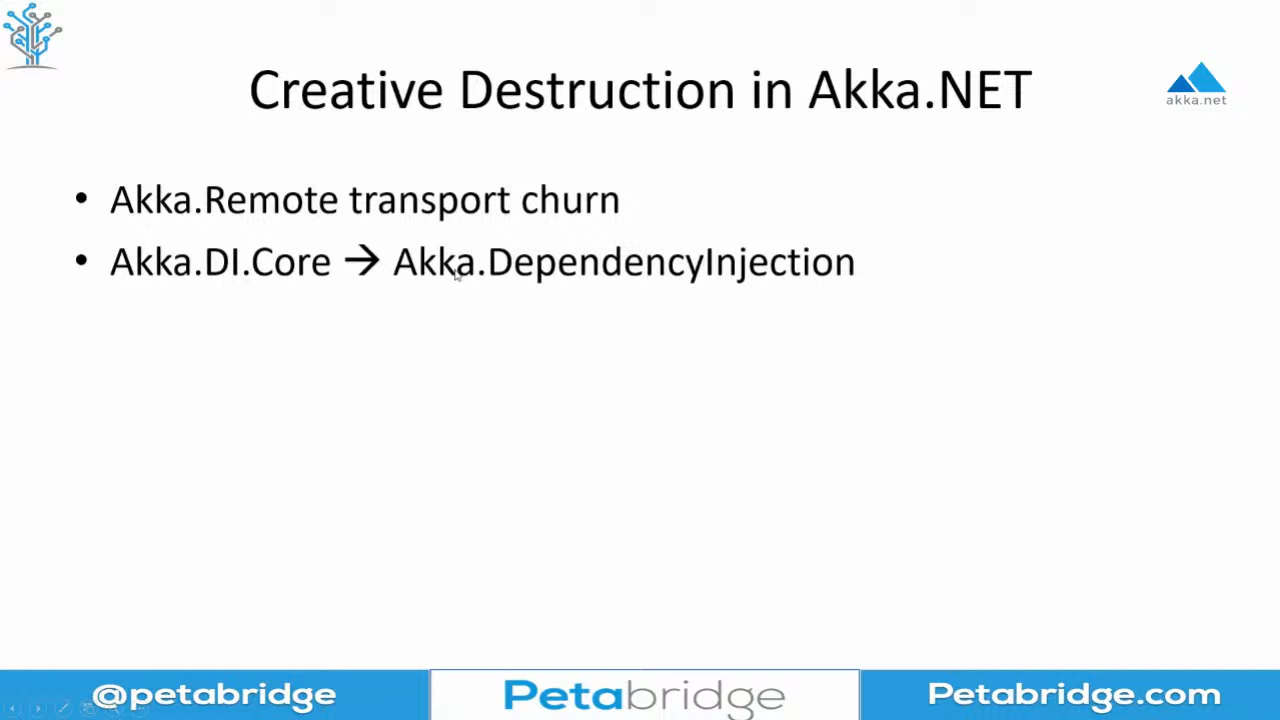 Creative Destruction in Akka.NET
akka.net
• Akka.Remote transport churn
• Akka.DI.Core → Akka.DependencyInjection
@petabridge
Petabridge
Petabridge.com